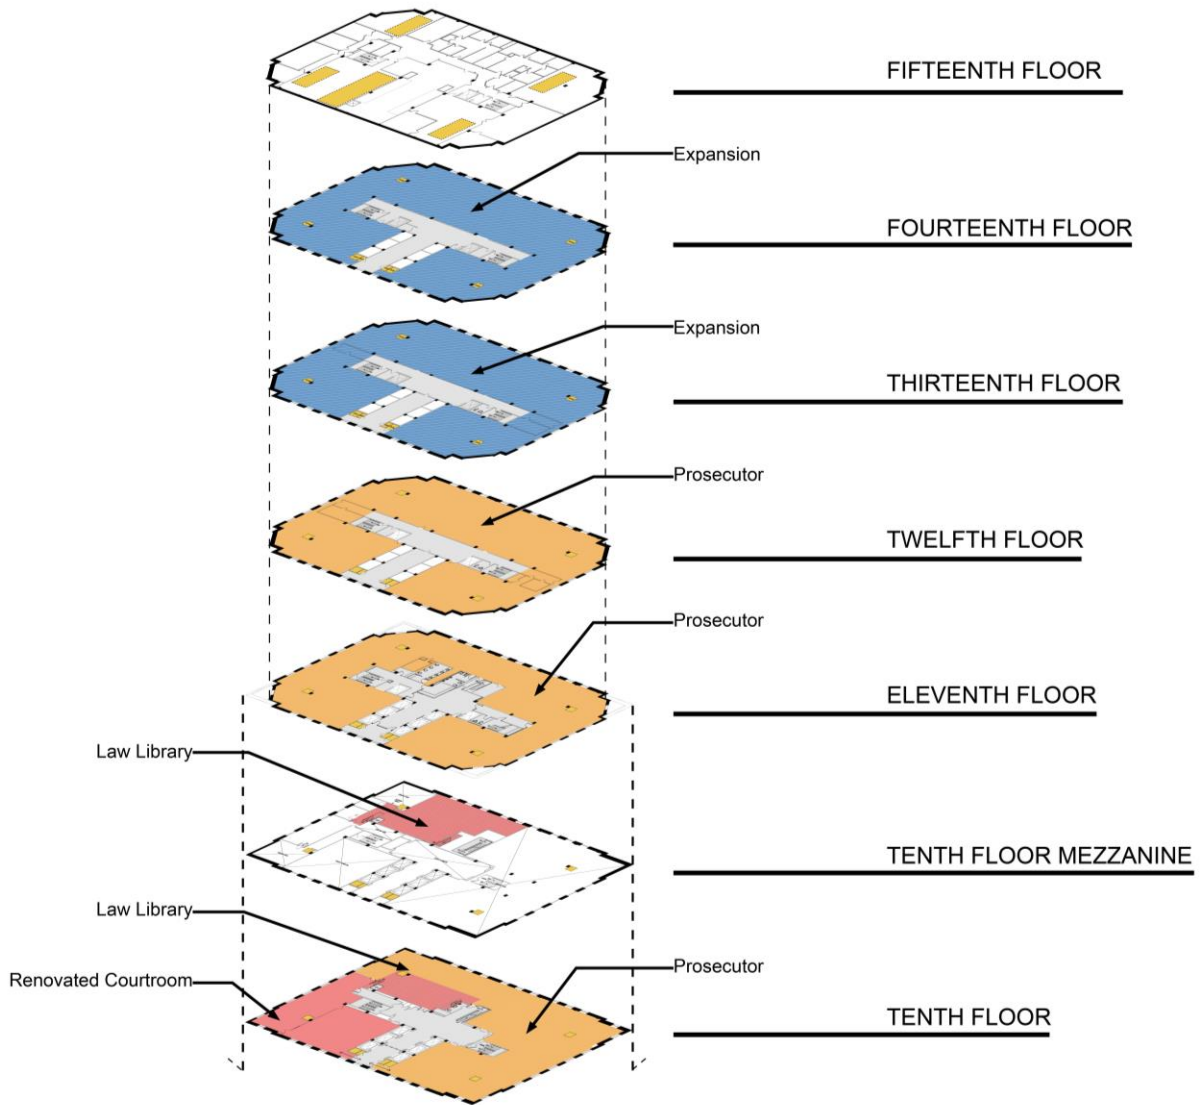 FIFTEENTH FLOOR
Expansion
FOURTEENTH FLOOR
Expansion
THIRTEENTH FLOOR
Prosecutor
TWELFTH FLOOR
Prosecutor
ELEVENTH FLOOR
Law Library
TENTH FLOOR MEZZANINE
Law Library
Prosecutor
Renovated Courtroom
TENTH FLOOR